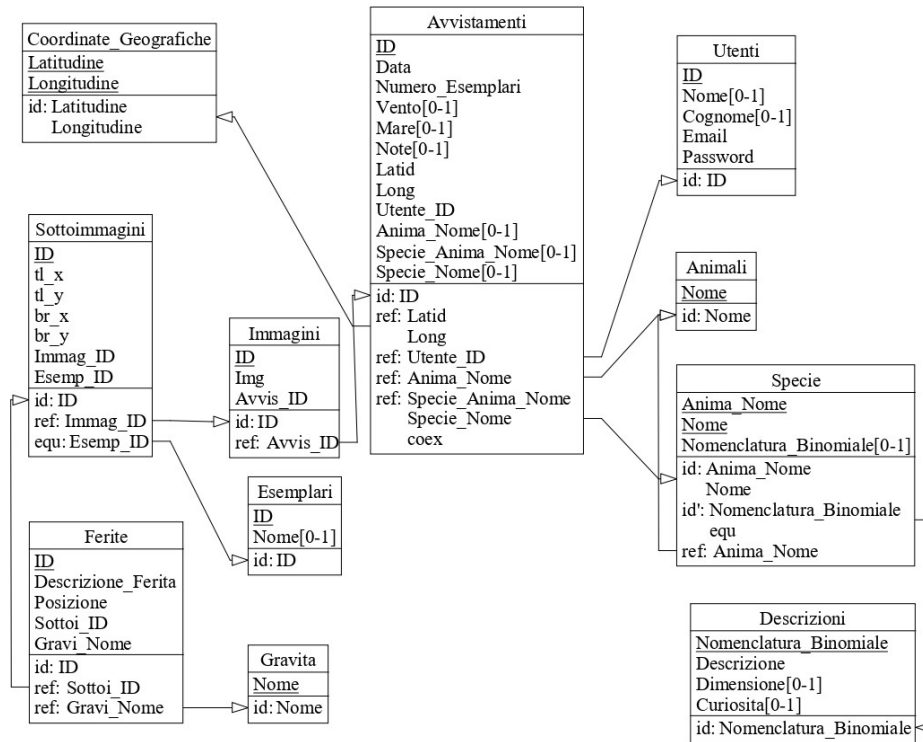 Coordinate_Geografiche
Latitudine
Longitudine
id: Latitudine
Longitudine
Avvistamenti
ID
Data
Numero_Esemplari
Vento[0-1]
Mare[0-1]
Note[0-1]
Latid
Long
Utente_ID
Anima_Nome[0-1]
Specie_Anima_Nome[0-1]
Specie_Nome[0-1]
id: ID
ref: Latid
Long
ref: Utente_ID
ref: Anima_Nome
ref: Specie_Anima_Nome
Specie_Nome
coex
Utenti
ID
Nome[0-1]
Cognome[0-1]
Email
Password
id: ID
Sottoimmagini
ID
tl_x
tl_y
br_x
br_y
Immag_ID
Esemp_ID
id: ID
ref: Immag_ID
equ: Esemp_ID
Immagini
ID
Img
Avvis_ID
id: ID
ref: Avvis_ID
Animali
Nome
id: Nome
Specie
Anima_Nome
Nome
Nomenclatura_Binomiale[0-1]
id: Anima_Nome
Nome
id': Nomenclatura_Binomiale
equ
ref: Anima_Nome
Esemplari
ID
Nome[0-1]
id: ID
Ferite
ID
Descrizione_Ferita
Posizione
Sottoi_ID
Gravi_Nome
id: ID
ref: Sottoi_ID
ref: Gravi_Nome
Gravita
Nome
id: Nome
Descrizioni
Nomenclatura_Binomiale
Descrizione
Dimensione[0-1]
Curiosita[0-1]
id: Nomenclatura_Binomiale